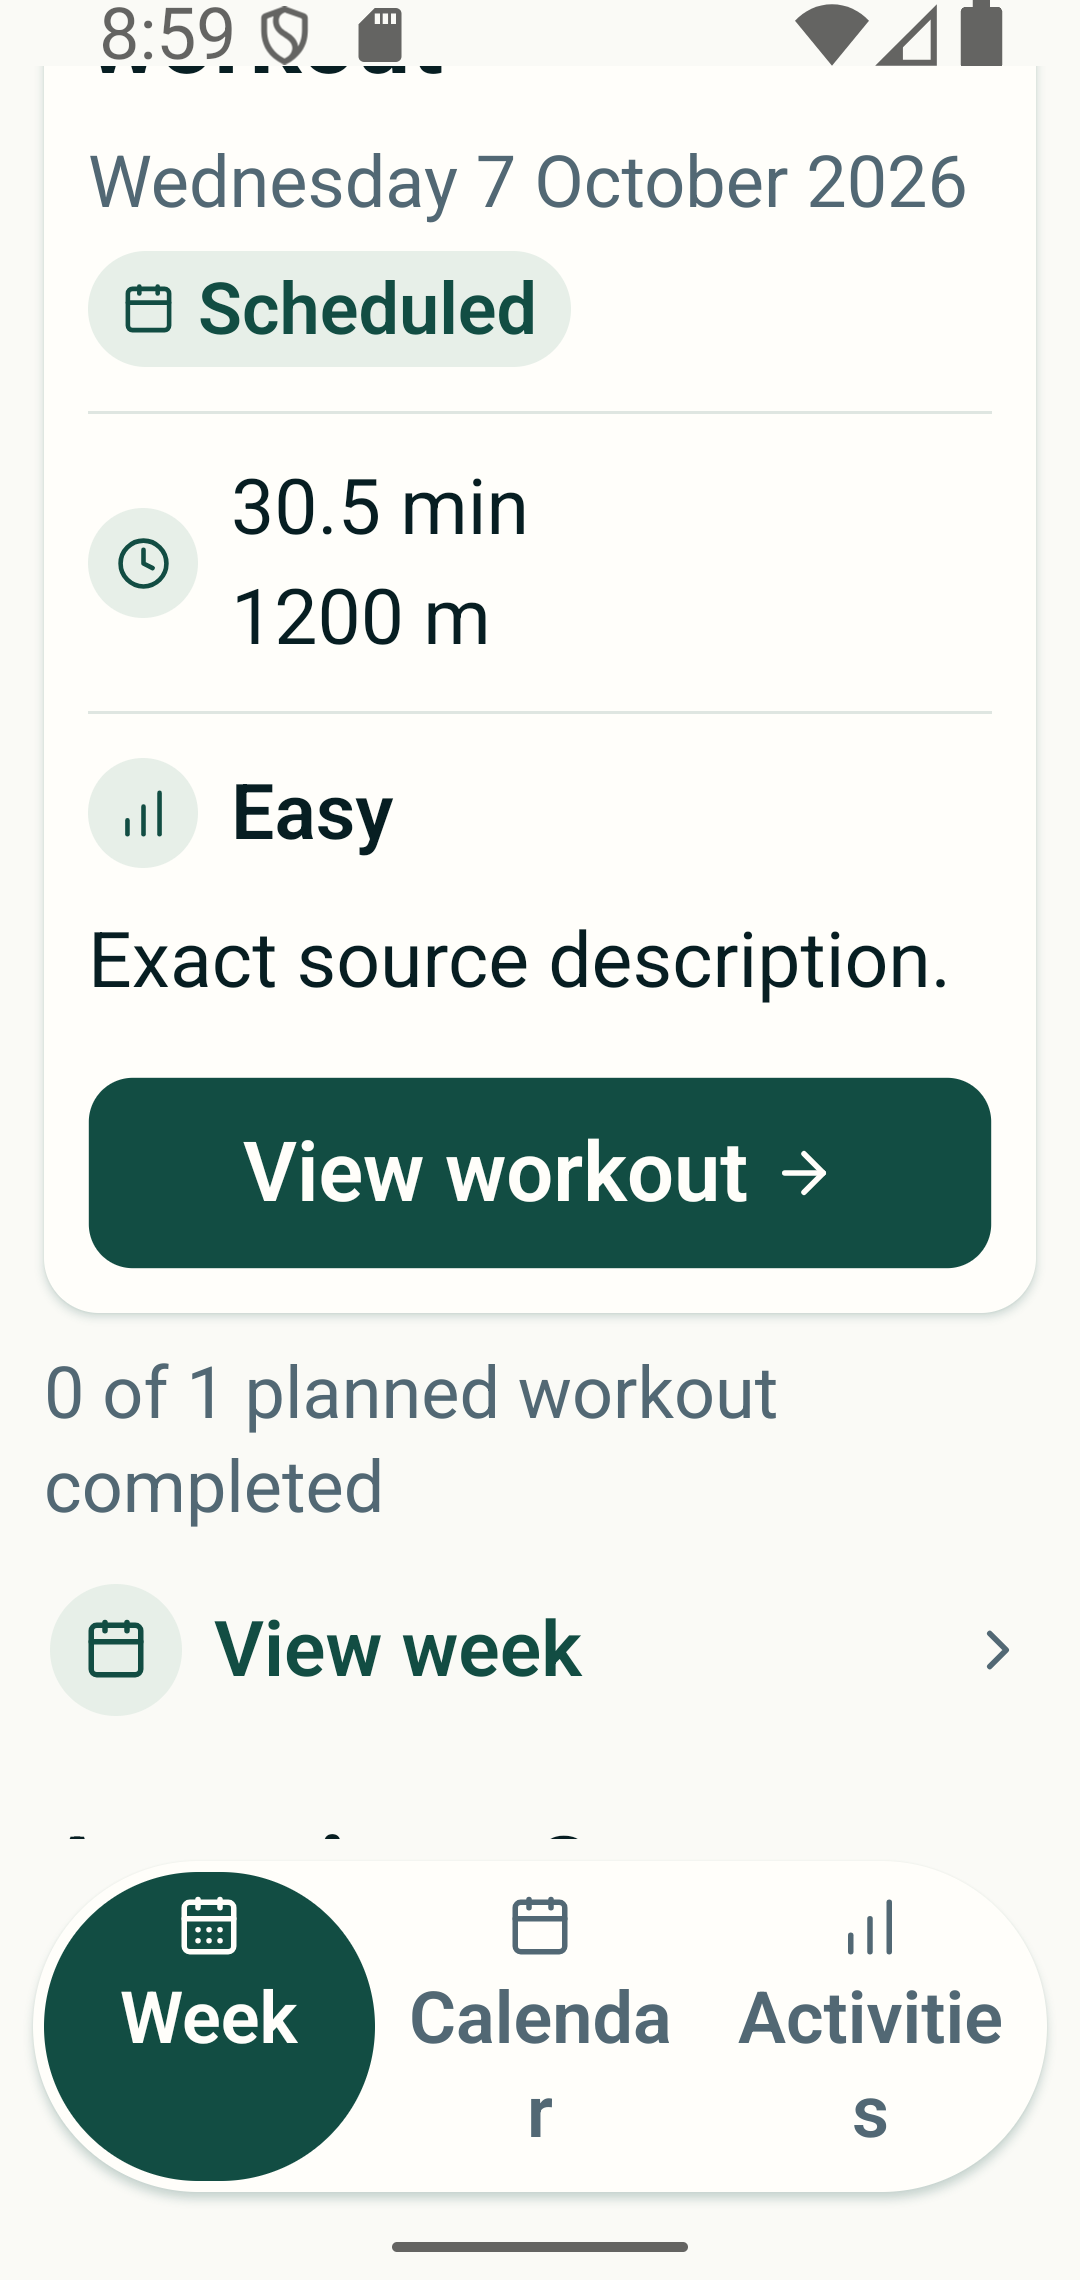 8:59
workout
Wednesday 7 October 2026
Scheduled
30.5 min
1200 m
Easy
Exact source description.
View workout
0 of 1 planned workout
completed
View week
Week
Calenda
r
Activitie
s